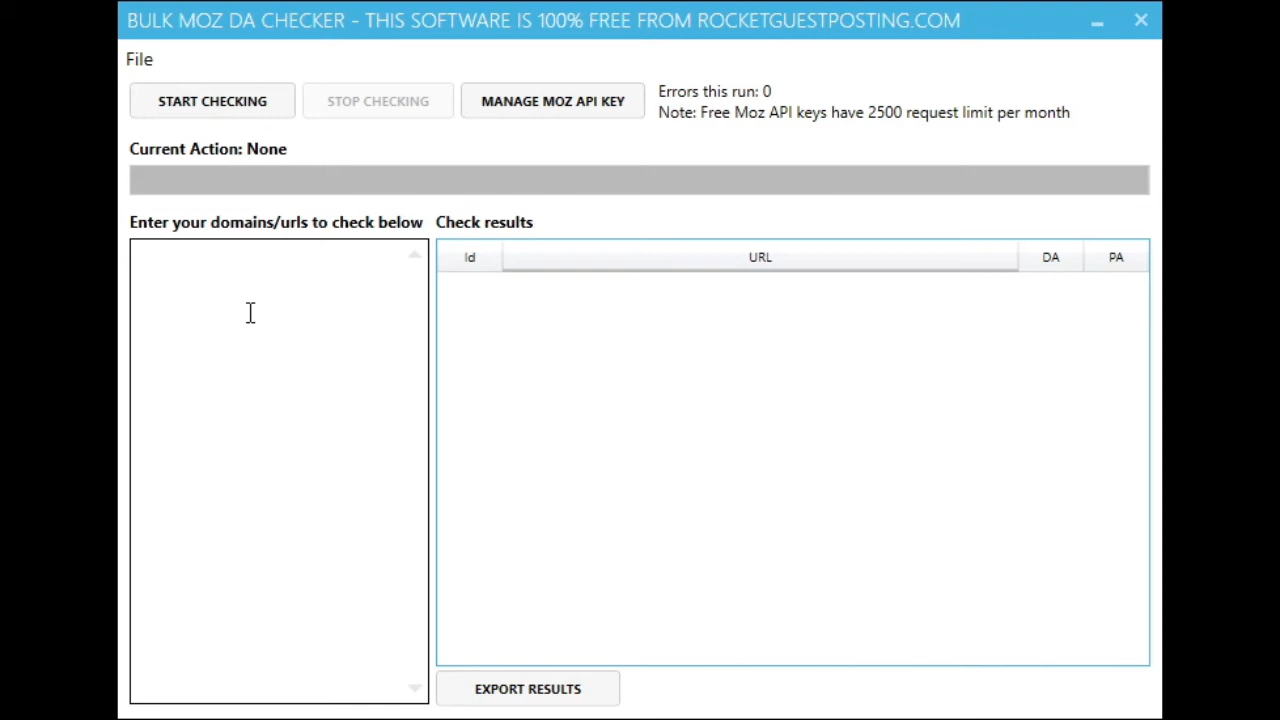 BULK MOZ DA CHECKER - THIS SOFTWARE IS 100% FREE FROM ROCKETGUESTPOSTING.COM
File
START CHECKING
STOP CHECKING
MANAGE MOZ API KEY
Errors this run: 0
Note: Free Moz API keys have 2500 request limit per month
Current Action: None
Enter your domains/urls to check below
Check results
Id
URL
DA
PA
EXPORT RESULTS